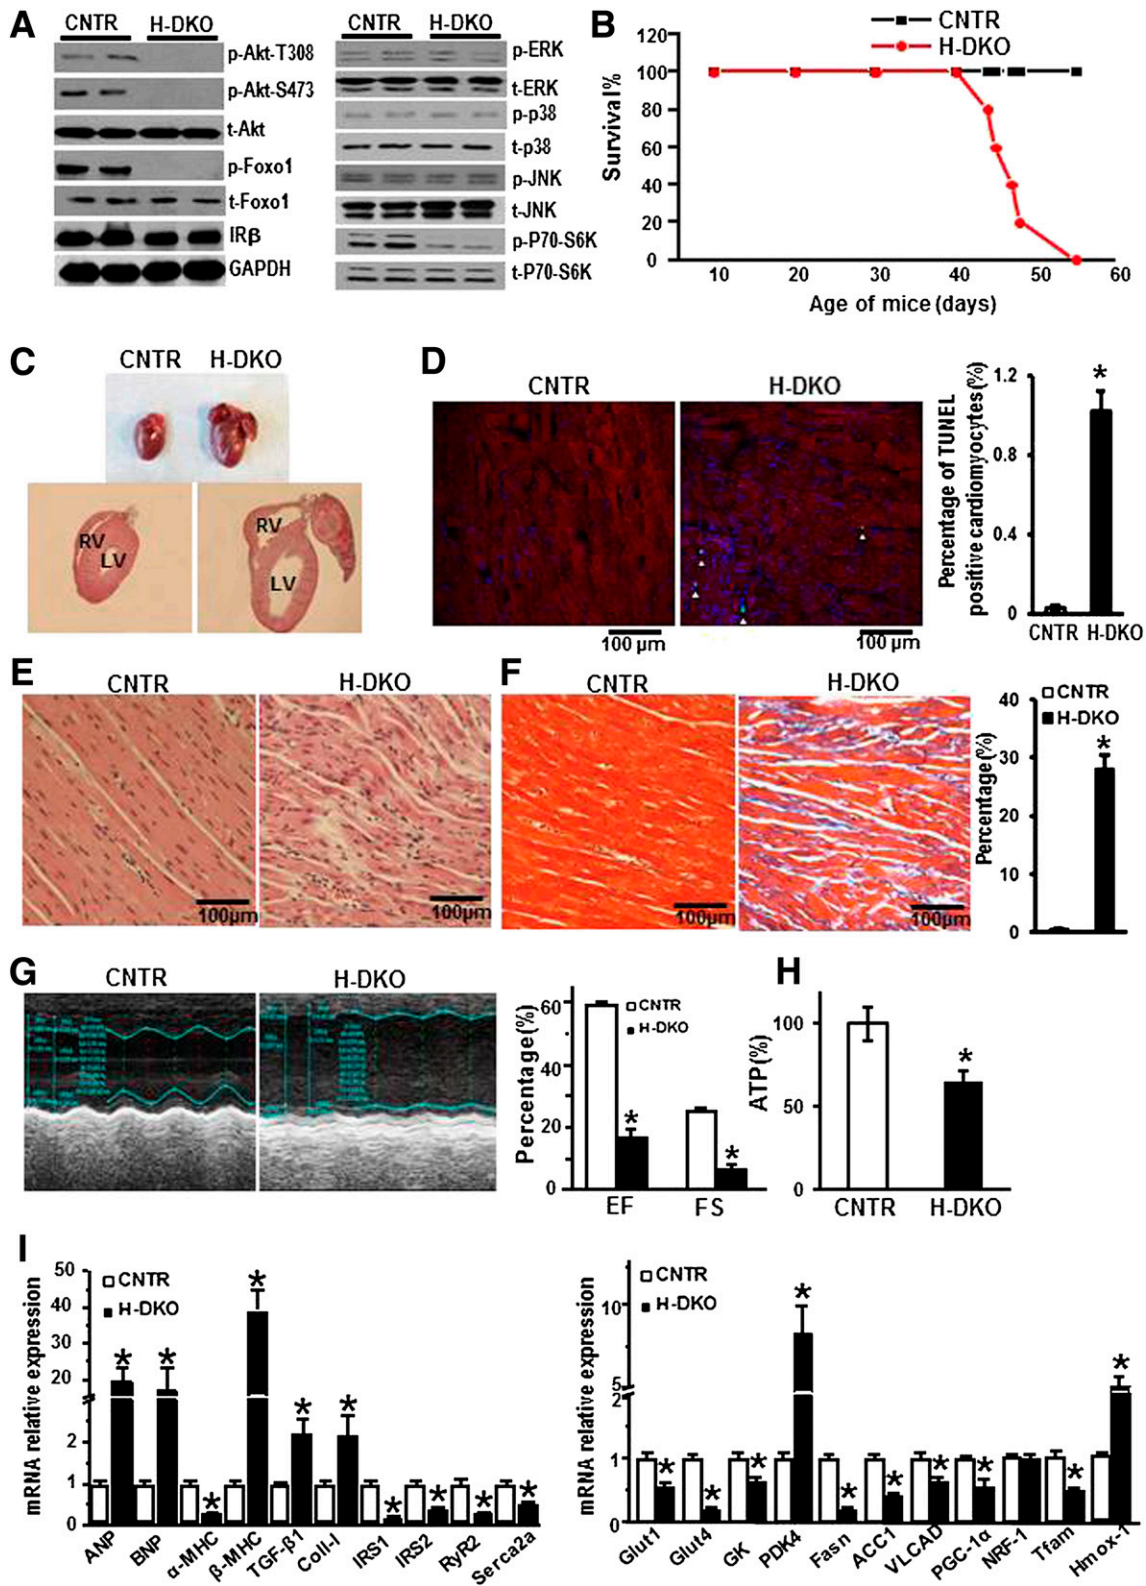 A
CNTR H-DKO
p-Akt-T308
p-Akt-S473
t-Akt
p-Foxo1
t-Foxo1
IRβ
GAPDH
CNTR H-DKO
p-ERK
t-ERK
p-p38
t-p38
p-JNK
t-JNK
p-P70-S6K
t-P70-S6K
B
CNTR
H-DKO
Survival%
120
100
80
60
40
20
0
10 20 30 40 50 60
Age of mice (days)
C
CNTR H-DKO
RV
LV
RV
LV
D
CNTR H-DKO
100 µm
100 µm
Percentage of TUNEL
positive cardiomyocytes(%)
1.2
0.8
0.4
0
*
CNTR H-DKO
E
CNTR H-DKO
100µm
100µm
F
CNTR H-DKO
100µm
100µm
Percentage(%)
40
30
20
10
0
CNTR
H-DKO
*
G
CNTR H-DKO
Percentage(%)
60
40
20
0
CNTR
H-DKO
* *
EF FS
H
ATP(%)
100
50
0
*
CNTR H-DKO
I
mRNA relative expression
50
40
30
20
2
1
0
CNTR
H-DKO
* * * * * * * * * *
ANP BNP α-MHC β-MHC TGF-β1 Coll-I IRS1 IRS2 RyR2 Serca2a
mRNA relative expression
10
5
2
1
0
CNTR
H-DKO
* * * * * * * * * *
Glut1 Glut4 GK PDK4 Fasn ACC1 VLCAD PGC-1α NRF-1 Tfam Hmox-1